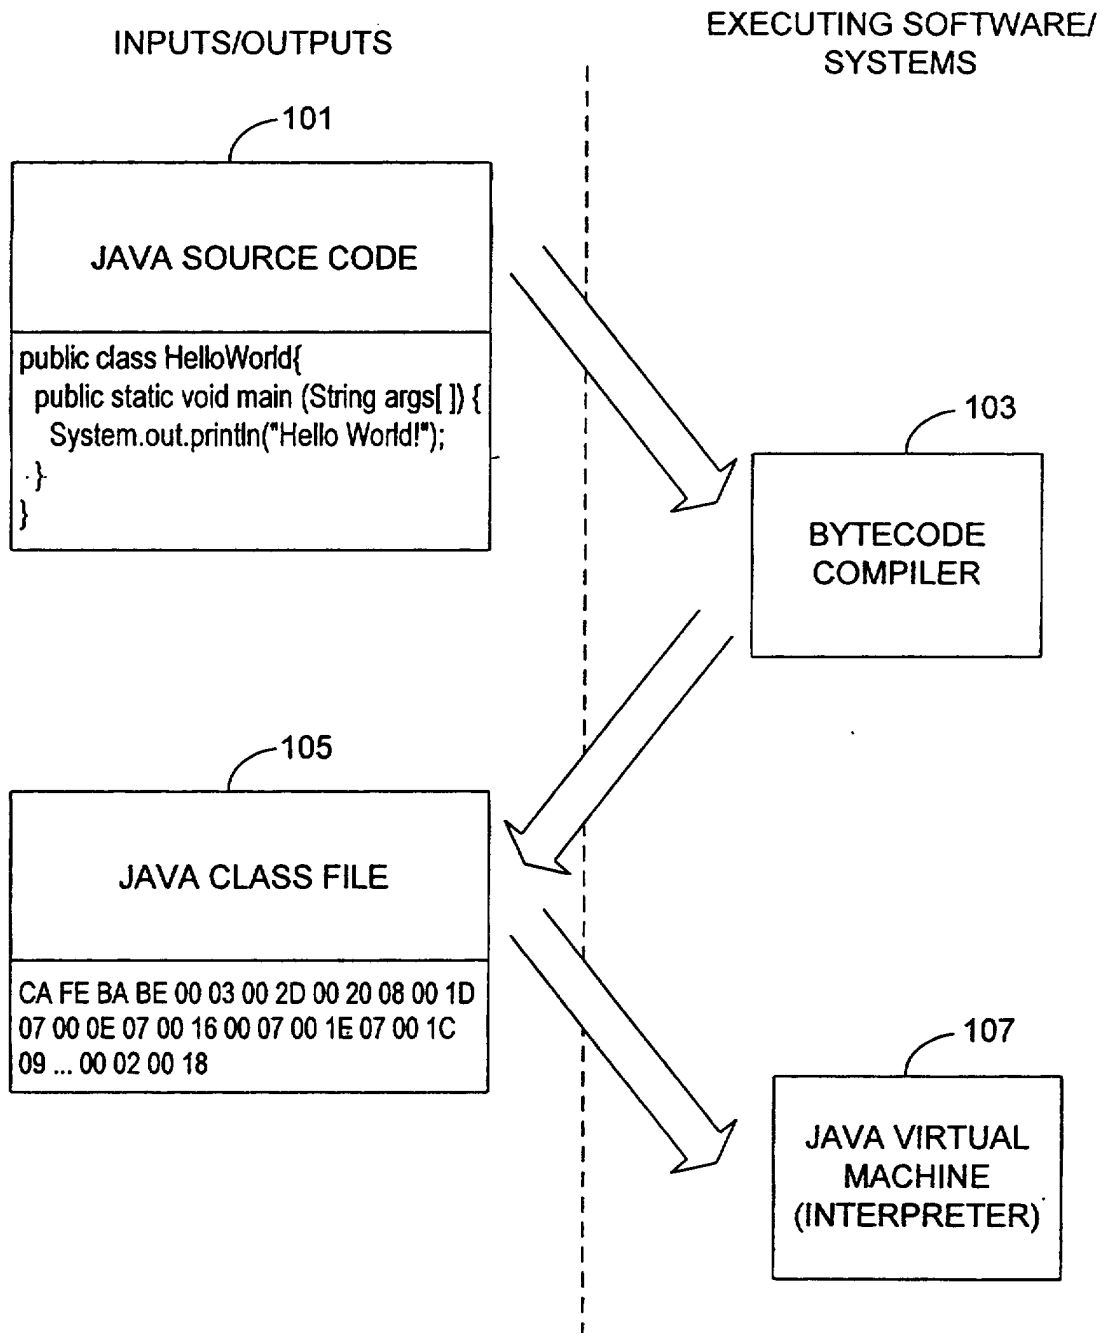 INPUTS/OUTPUTS
EXECUTING SOFTWARE/
SYSTEMS
101
JAVA SOURCE CODE
public class HelloWorld{
public static void main (String args[ ]) {
System.out.println("Hello World!");
}
}
103
BYTECODE
COMPILER
105
JAVA CLASS FILE
CA FE BA BE 00 03 00 2D 00 20 08 00 1D
07 00 0E 07 00 16 00 07 00 1E 07 00 1C
09 ... 00 02 00 18
107
JAVA VIRTUAL
MACHINE
(INTERPRETER)